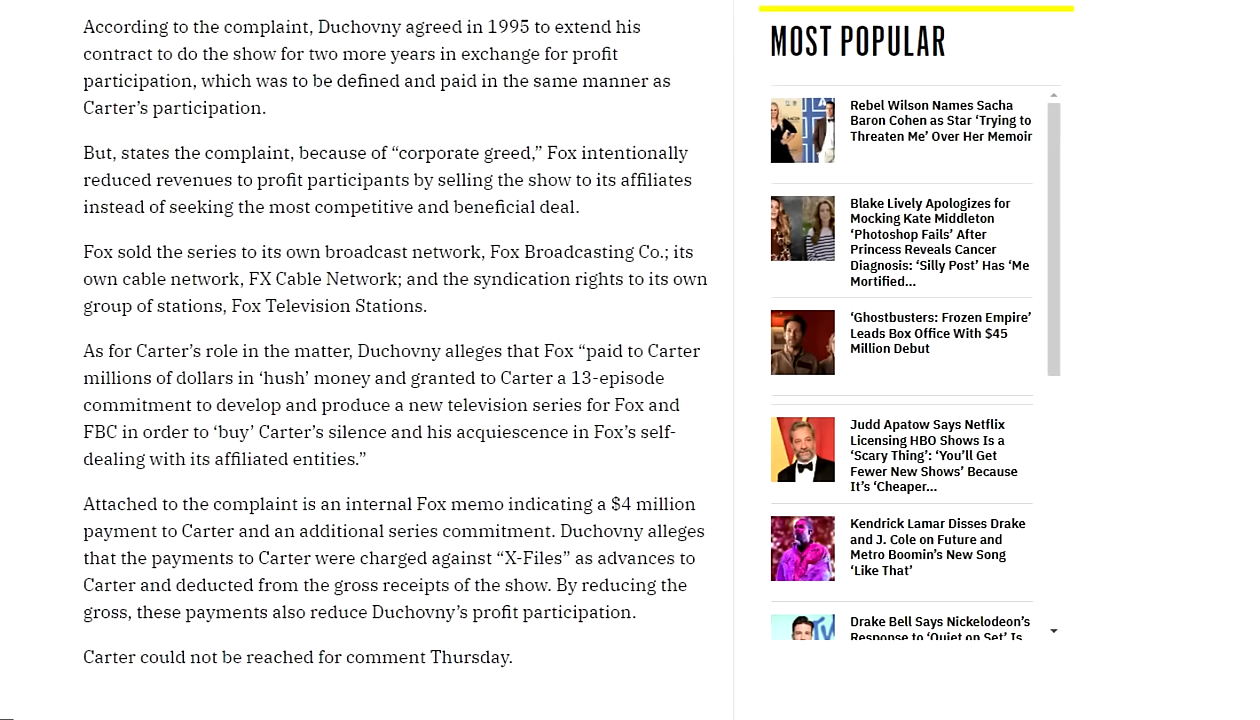 According to the complaint, Duchovny agreed in 1995 to extend his
contract to do the show for two more years in exchange for profit
participation, which was to be defined and paid in the same manner as
Carter’s participation.
But, states the complaint, because of “corporate greed,” Fox intentionally
reduced revenues to profit participants by selling the show to its affiliates
instead of seeking the most competitive and beneficial deal.
Fox sold the series to its own broadcast network, Fox Broadcasting Co.; its
own cable network, FX Cable Network; and the syndication rights to its own
group of stations, Fox Television Stations.
As for Carter’s role in the matter, Duchovny alleges that Fox “paid to Carter
millions of dollars in ‘hush’ money and granted to Carter a 13-episode
commitment to develop and produce a new television series for Fox and
FBC in order to ‘buy’ Carter’s silence and his acquiescence in Fox’s self-
dealing with its affiliated entities.”
Attached to the complaint is an internal Fox memo indicating a $4 million
payment to Carter and an additional series commitment. Duchovny alleges
that the payments to Carter were charged against “X-Files” as advances to
Carter and deducted from the gross receipts of the show. By reducing the
gross, these payments also reduce Duchovny’s profit participation.
Carter could not be reached for comment Thursday.
MOST POPULAR
Rebel Wilson Names Sacha
Baron Cohen as Star ‘Trying to
Threaten Me’ Over Her Memoir
Blake Lively Apologizes for
Mocking Kate Middleton
‘Photoshop Fails’ After
Princess Reveals Cancer
Diagnosis: ‘Silly Post’ Has ‘Me
Mortified...
‘Ghostbusters: Frozen Empire’
Leads Box Office With $45
Million Debut
Judd Apatow Says Netflix
Licensing HBO Shows Is a
‘Scary Thing’: ‘You’ll Get
Fewer New Shows’ Because
It’s ‘Cheaper...
Kendrick Lamar Disses Drake
and J. Cole on Future and
Metro Boomin’s New Song
‘Like That’
Drake Bell Says Nickelodeon’s
Response to ‘Quiet on Set’ Is